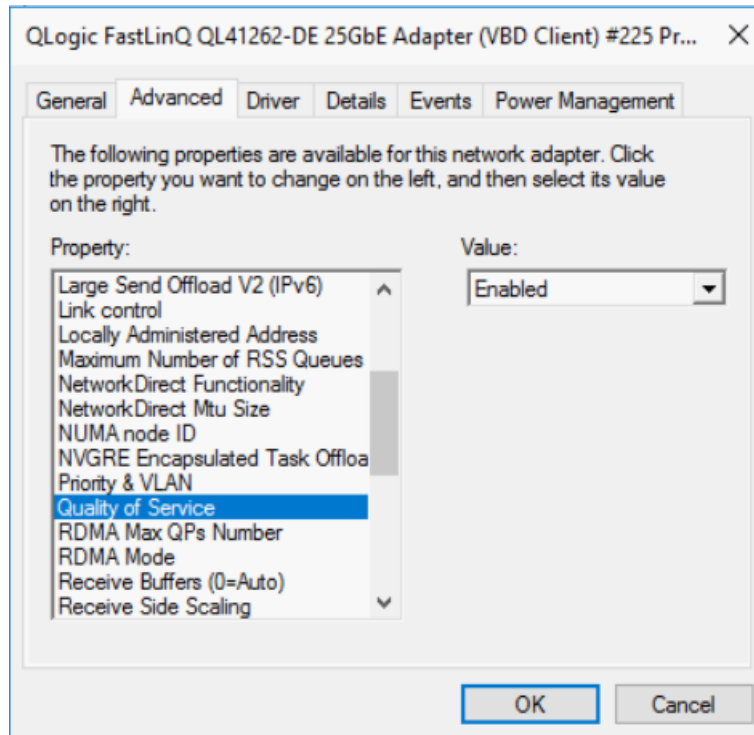 QLogic FastLinQ QL41262-DE 25GbE Adapter (VBD Client) #225 Pr...
General Advanced Driver Details Events Power Management
The following properties are available for this network adapter. Click
the property you want to change on the left, and then select its value
on the right.
Property:
Value:
Large Send Offload V2 (IPv6)
Link control
Locally Administered Address
Maximum Number of RSS Queues
NetworkDirect Functionality
NetworkDirect Mtu Size
NUMA node ID
NVGRE Encapsulated Task Offloa
Priority & VLAN
Quality of Service
RDMA Max QPs Number
RDMA Mode
Receive Buffers (0=Auto)
Receive Side Scaling
Enabled
OK Cancel